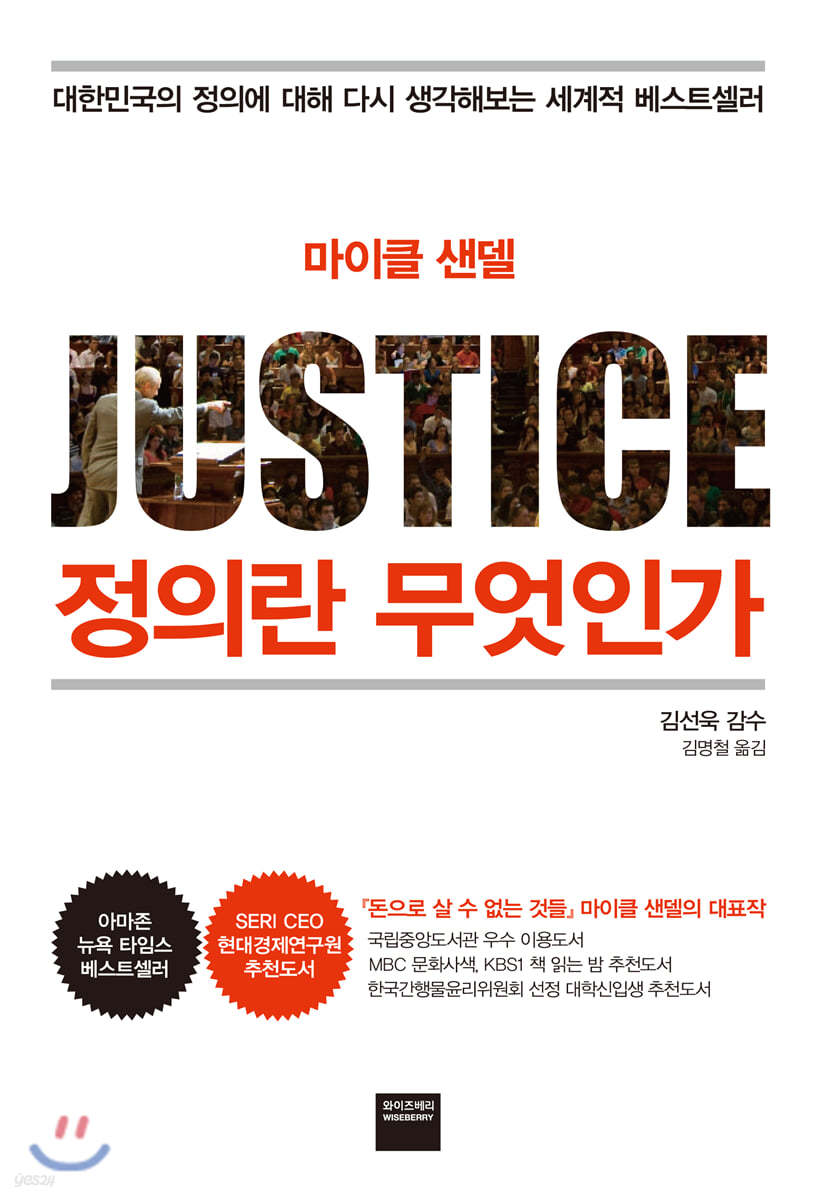 대한민국의 정의에 대해 다시 생각해보는 세계적 베스트셀러
마이클 샌델
JUSTICE
정의란 무엇인가
김선욱 감수
김명철 옮김
아마존
뉴욕 타임스
베스트셀러
SERI CEO
현대경제연구원
추천도서
『돈으로 살 수 없는 것들』 마이클 샌델의 대표작
국립중앙도서관 우수 이용도서
MBC 문화사색, KBS1 책 읽는 밤 추천도서
한국간행물윤리위원회 선정 대학신입생 추천도서
와이즈베리
WISEBERRY
yes24